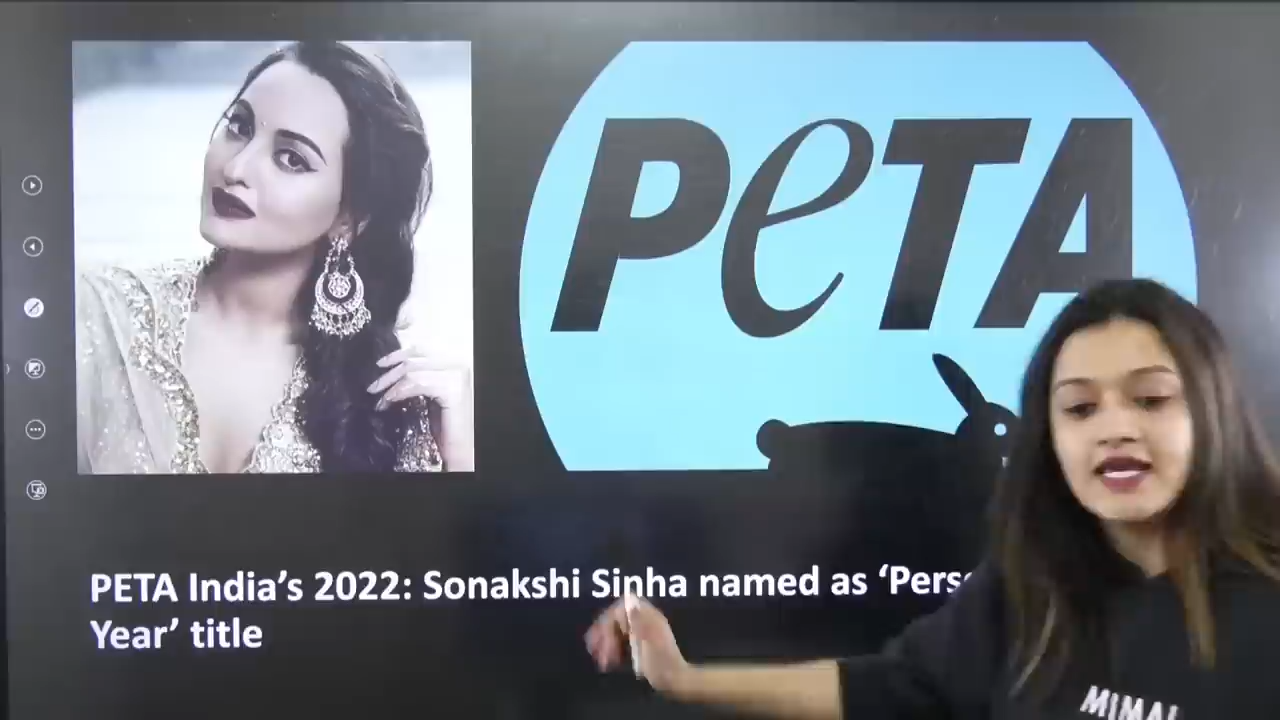 PeTA
PETA India's 2022: Sonakshi Sinha named as 'Pers
Year' title